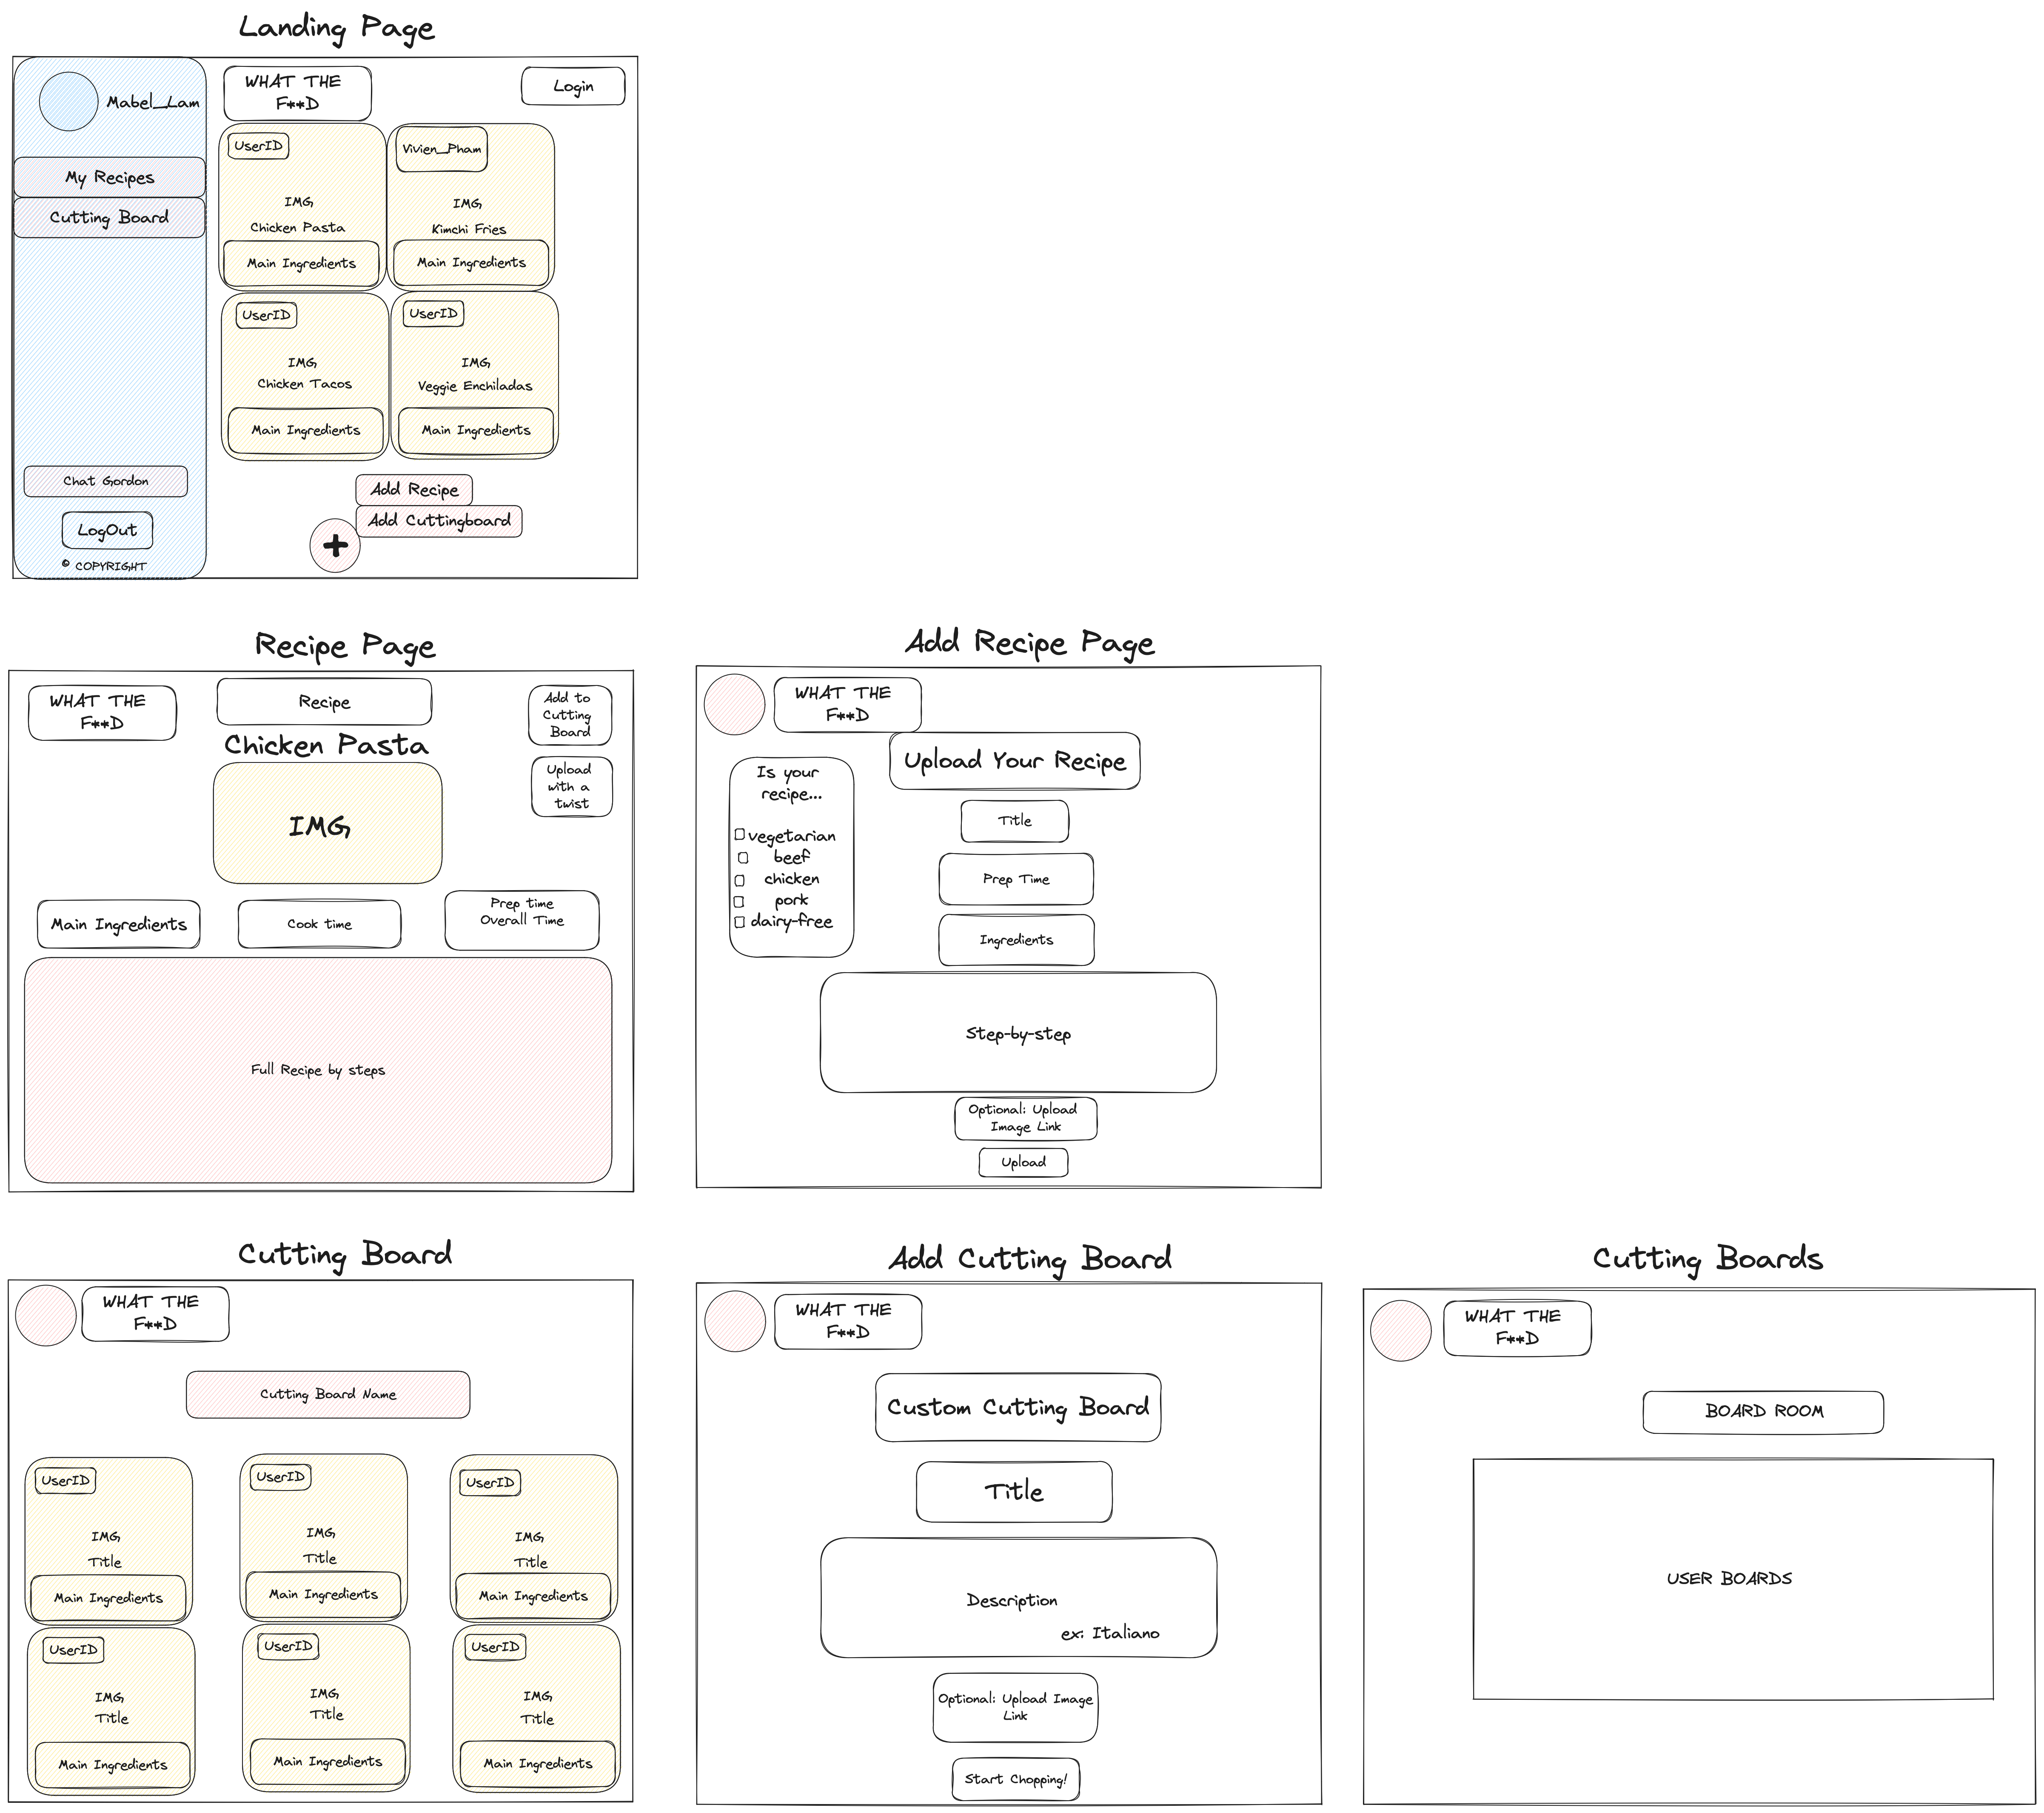 Landing Page
Mabel_Lam
My Recipes
Cutting Board
Chat Gordon
LogOut
© COPYRIGHT
WHAT THE
F**D
Login
UserID
IMG
Chicken Pasta
Main Ingredients
Vivien_Pham
IMG
Kimchi Fries
Main Ingredients
UserID
IMG
Chicken Tacos
Main Ingredients
UserID
IMG
Veggie Enchiladas
Main Ingredients
Add Recipe
Add Cuttingboard
+
Recipe Page
WHAT THE
F**D
Recipe
Add to
Cutting
Board
Chicken Pasta
Upload
with a
twist
IMG
Main Ingredients
Cook time
Prep time
Overall Time
Full Recipe by steps
Add Recipe Page
WHAT THE
F**D
Upload Your Recipe
Is your
recipe...
vegetarian
beef
chicken
pork
dairy-free
Title
Prep Time
Ingredients
Step-by-step
Optional: Upload
Image Link
Upload
Cutting Board
WHAT THE
F**D
Cutting Board Name
UserID
IMG
Title
Main Ingredients
UserID
IMG
Title
Main Ingredients
UserID
IMG
Title
Main Ingredients
UserID
IMG
Title
Main Ingredients
UserID
IMG
Title
Main Ingredients
UserID
IMG
Title
Main Ingredients
Add Cutting Board
WHAT THE
F**D
Custom Cutting Board
Title
Description
ex: Italiano
Optional: Upload Image
Link
Start Chopping!
Cutting Boards
WHAT THE
F**D
BOARD ROOM
USER BOARDS